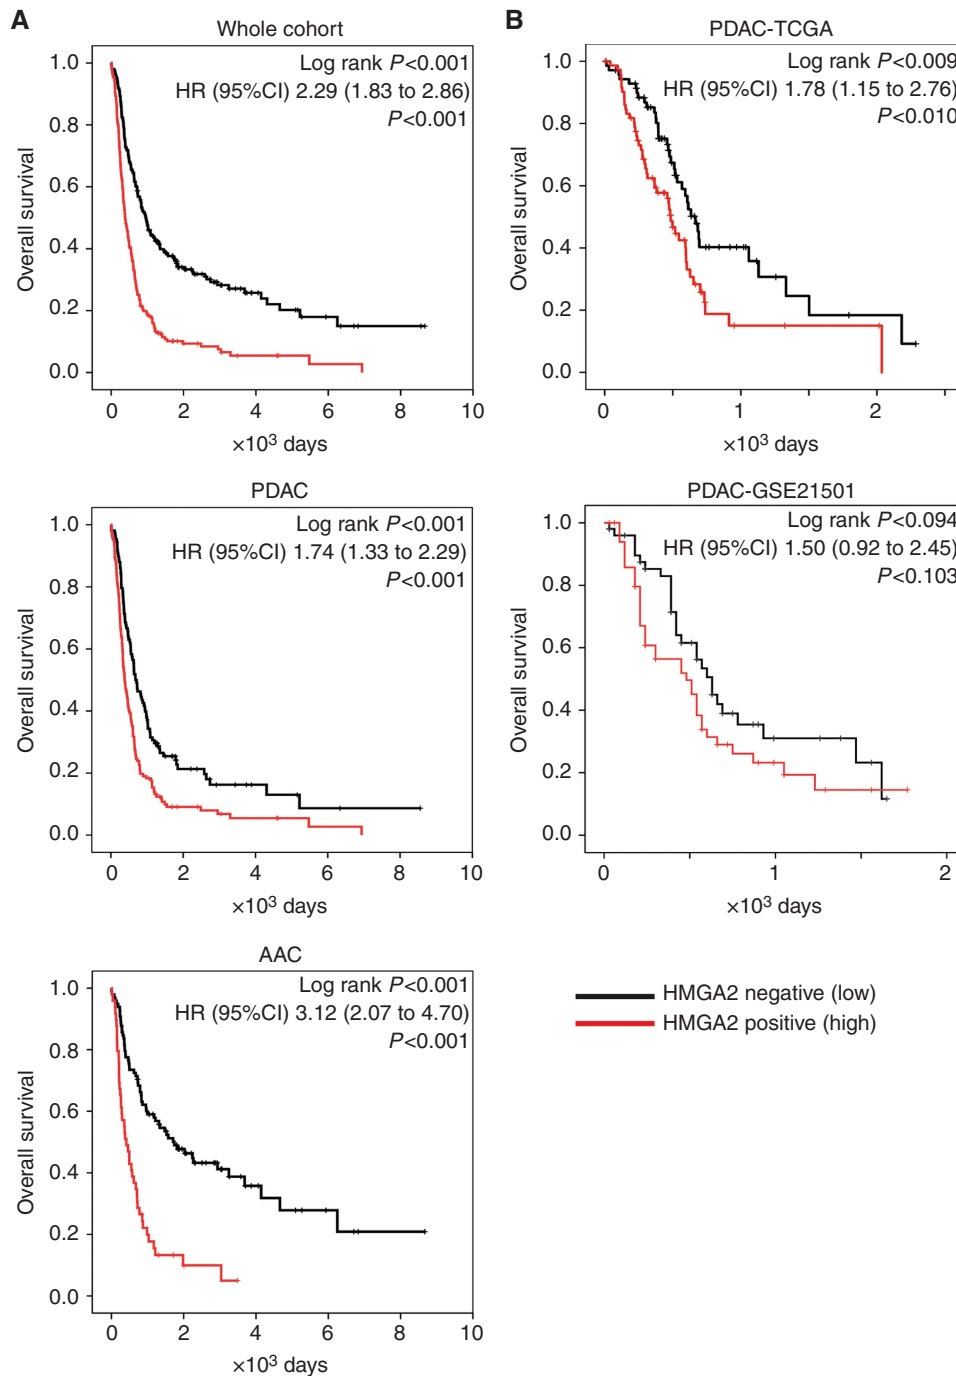 A
Whole cohort
Log rank P<0.001
HR (95%CI) 2.29 (1.83 to 2.86)
P<0.001
Overall survival
1.0
0.8
0.6
0.4
0.2
0.0
0 2 4 6 8 10
×10³ days
PDAC
Log rank P<0.001
HR (95%CI) 1.74 (1.33 to 2.29)
P<0.001
Overall survival
1.0
0.8
0.6
0.4
0.2
0.0
0 2 4 6 8 10
×10³ days
AAC
Log rank P<0.001
HR (95%CI) 3.12 (2.07 to 4.70)
P<0.001
Overall survival
1.0
0.8
0.6
0.4
0.2
0.0
0 2 4 6 8 10
×10³ days
B
PDAC-TCGA
Log rank P<0.009
HR (95%CI) 1.78 (1.15 to 2.76)
P<0.010
Overall survival
1.0
0.8
0.6
0.4
0.2
0.0
0 1 2
×10³ days
PDAC-GSE21501
Log rank P<0.094
HR (95%CI) 1.50 (0.92 to 2.45)
P<0.103
Overall survival
1.0
0.8
0.6
0.4
0.2
0.0
0 1 2
×10³ days
HMGA2 negative (low)
HMGA2 positive (high)